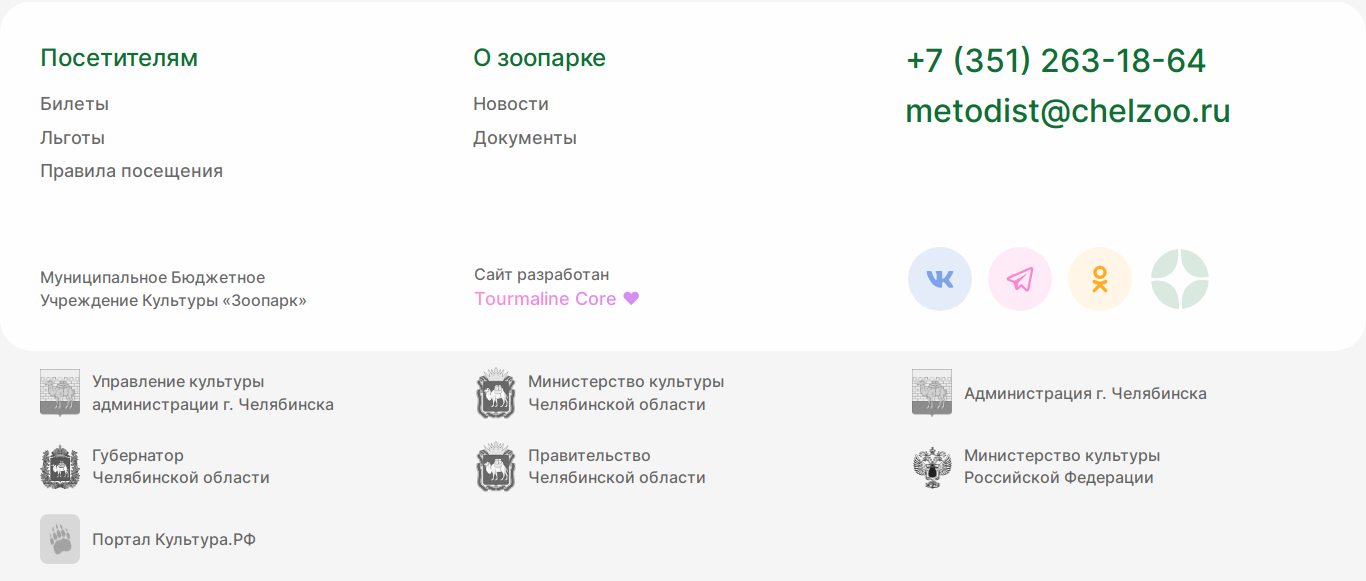 Посетителям
Билеты
Льготы
Правила посещения
О зоопарке
Новости
Документы
+7 (351) 263-18-64
metodist@chelzoo.ru
Муниципальное Бюджетное
Учреждение Культуры «Зоопарк»
Сайт разработан
Tourmaline Core
Управление культуры
администрации г. Челябинска
Министерство культуры
Челябинской области
Администрация г. Челябинска
Губернатор
Челябинской области
Правительство
Челябинской области
Министерство культуры
Российской Федерации
Портал Культура.РФ